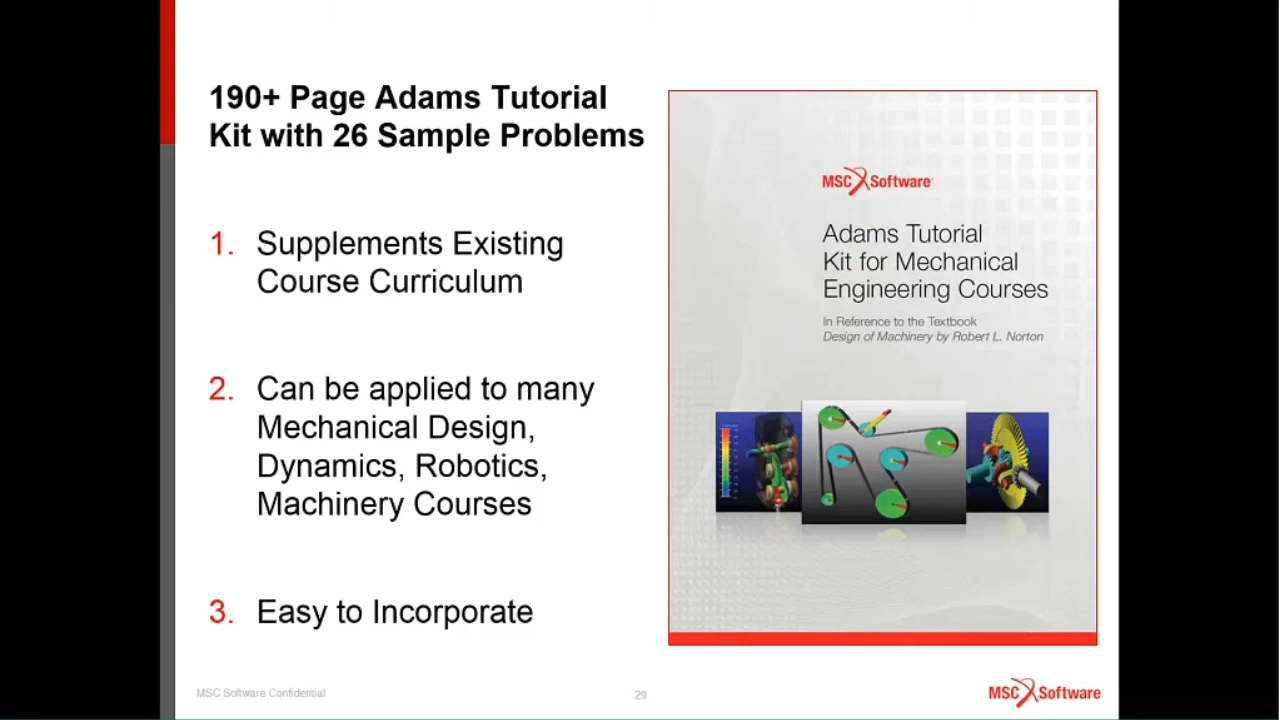 190+ Page Adams Tutorial
Kit with 26 Sample Problems
1. Supplements Existing
Course Curriculum
2. Can be applied to many
Mechanical Design,
Dynamics, Robotics,
Machinery Courses
3. Easy to Incorporate
MSC Software
Adams Tutorial
Kit for Mechanical
Engineering Courses
In Reference to the Textbook
Design of Machinery by Robert L. Norton
MSC Software Confidential
29
MSC Software